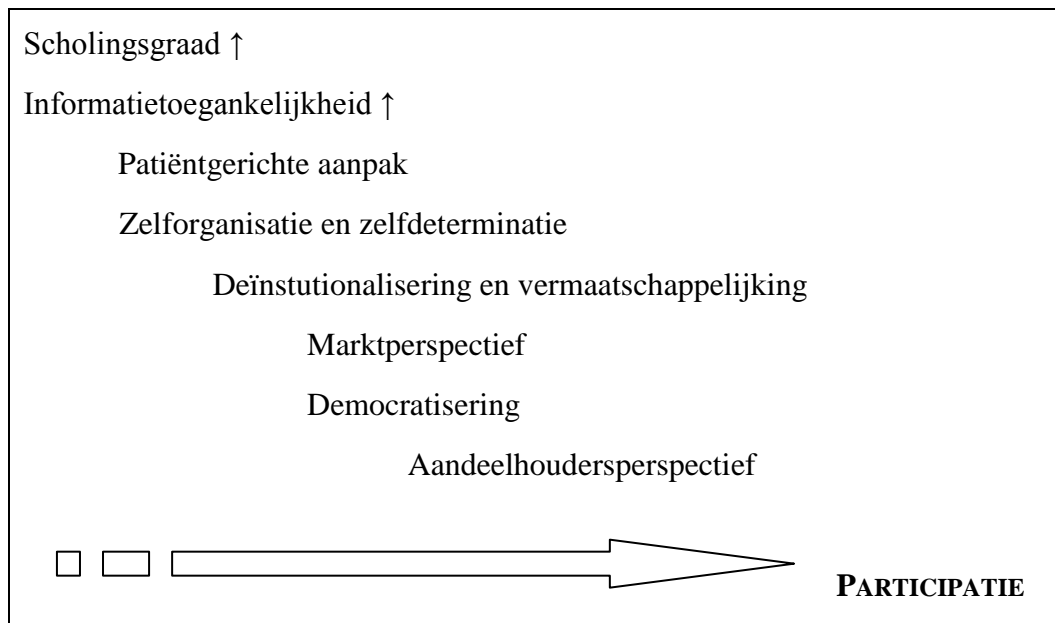 Scholingsgraad ↑
Informatietoegankelijkheid ↑
Patiëntgerichte aanpak
Zelforganisatie en zelfdeterminatie
Deïnstutionalisering en vermaatschappelijking
Marktperspectief
Democratisering
Aandeelhoudersperspectief
PARTICIPATIE